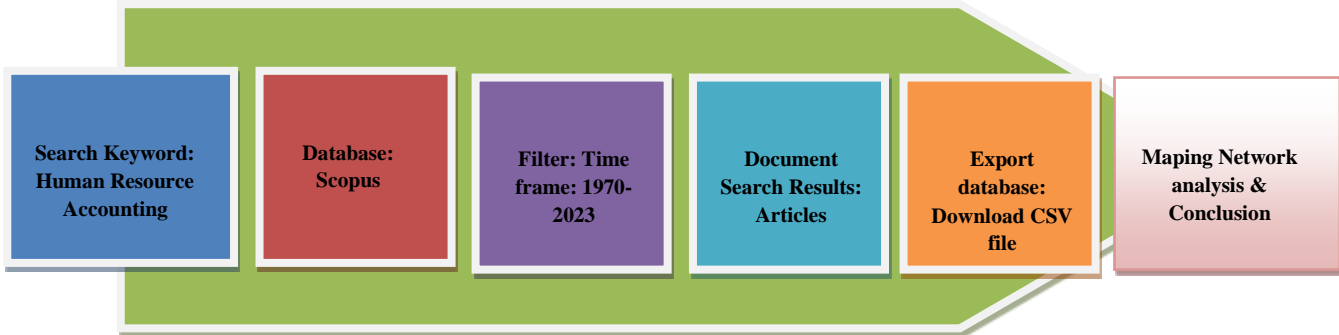 Search Keyword:
Human Resource
Accounting
Database:
Scopus
Filter: Time
frame: 1970-
2023
Document
Search Results:
Articles
Export
database:
Download CSV
file
Maping Network
analysis &
Conclusion